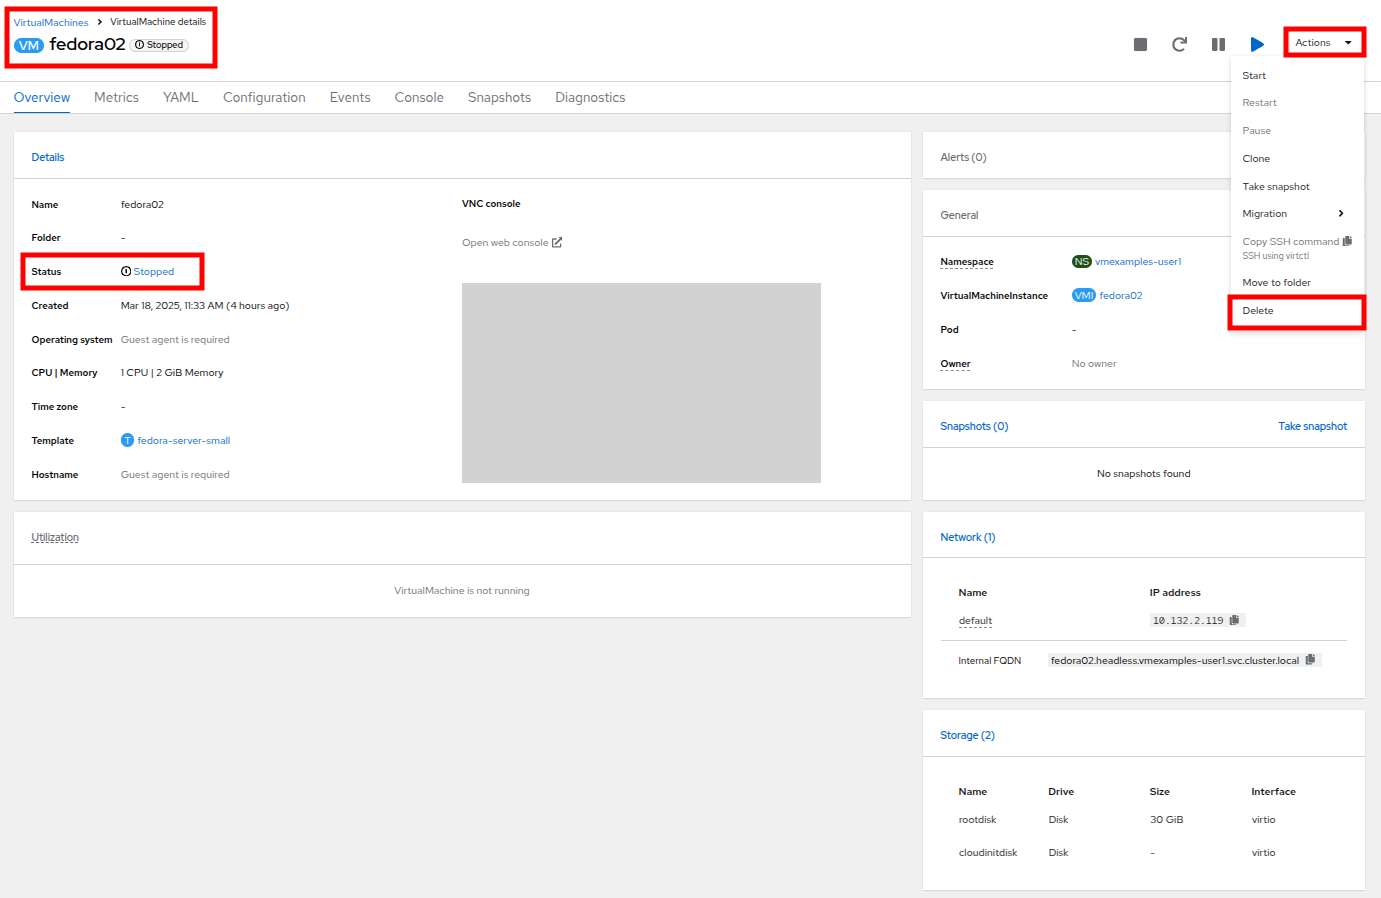 VirtualMachines > VirtualMachine details
VM fedora02 Stopped
Actions
Start
Restart
Pause
Clone
Take snapshot
Migration
Copy SSH command
SSH using virtctl
Move to folder
Delete
Overview Metrics YAML Configuration Events Console Snapshots Diagnostics
Details
Name fedora02
Folder -
Status Stopped
Created Mar 18, 2025, 11:33 AM (4 hours ago)
Operating system Guest agent is required
CPU | Memory 1 CPU | 2 GiB Memory
Time zone -
Template T fedora-server-small
Hostname Guest agent is required
VNC console
Open web console
Utilization
VirtualMachine is not running
Alerts (0)
General
Namespace NS vmexamples-user1
VirtualMachineInstance VMI fedora02
Pod -
Owner No owner
Snapshots (0) Take snapshot
No snapshots found
Network (1)
Name IP address
default 10.132.2.119
Internal FQDN fedora02.headless.vmexamples-user1.svc.cluster.local
Storage (2)
Name Drive Size Interface
rootdisk Disk 30 GiB virtio
cloudinitdisk Disk - virtio